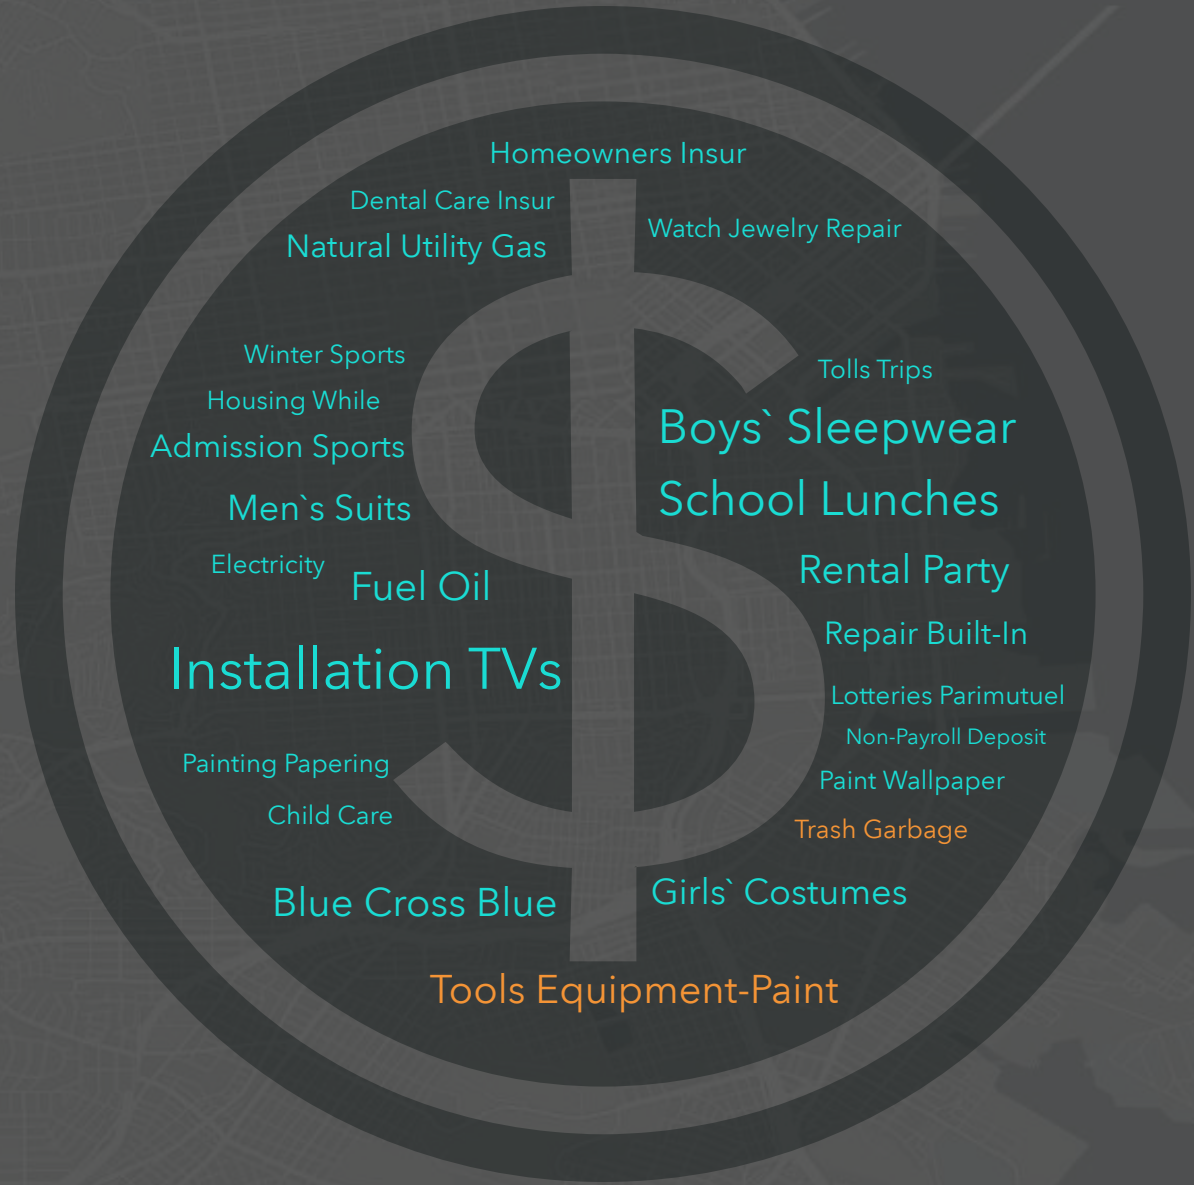 Homeowners Insur
Dental Care Insur
Watch Jewelry Repair
Natural Utility Gas
Winter Sports
Tolls Trips
Housing While
Boys` Sleepwear
Admission Sports
School Lunches
Men`s Suits
Electricity
Rental Party
Fuel Oil
Repair Built-In
Installation TVs
Lotteries Parimutuel
Non-Payroll Deposit
Painting Papering
Paint Wallpaper
Child Care
Trash Garbage
Girls` Costumes
Blue Cross Blue
Tools Equipment-Paint